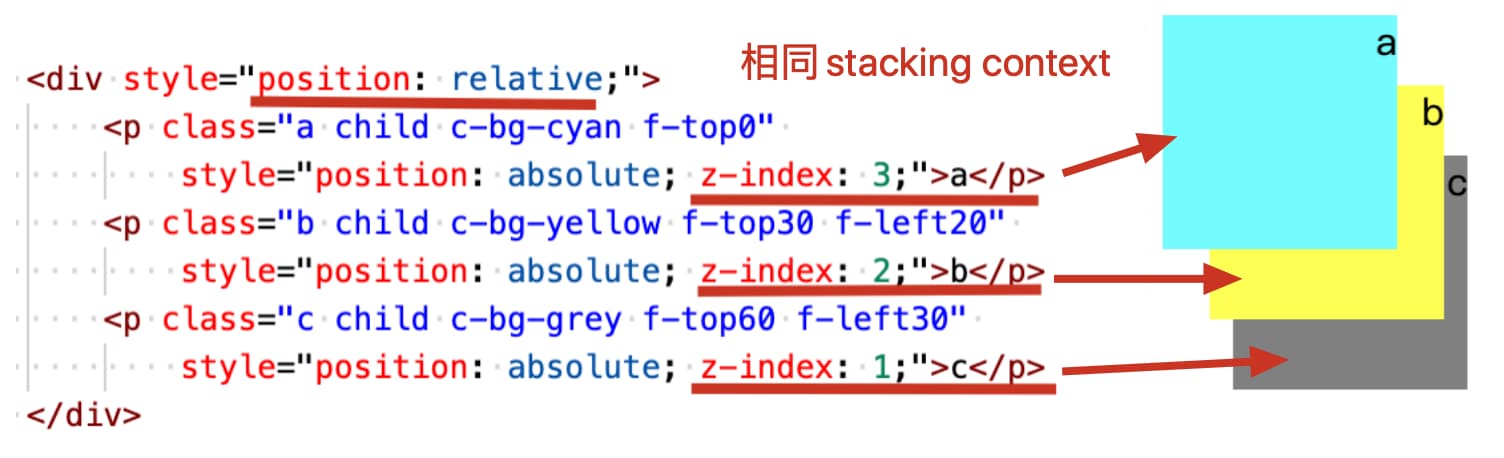 相同 stacking context
<div style="position: relative;">
<p class="a child c-bg-cyan f-top0"
style="position: absolute; z-index: 3;">a</p>
<p class="b child c-bg-yellow f-top30 f-left20"
style="position: absolute; z-index: 2;">b</p>
<p class="c child c-bg-grey f-top60 f-left30"
style="position: absolute; z-index: 1;">c</p>
</div>
a
b
c